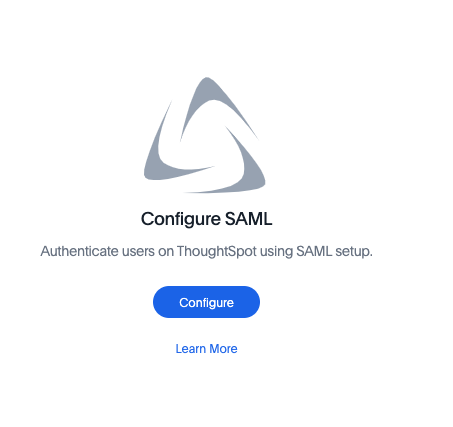 Configure SAML
Authenticate users on ThoughtSpot using SAML setup.
Configure
Learn More